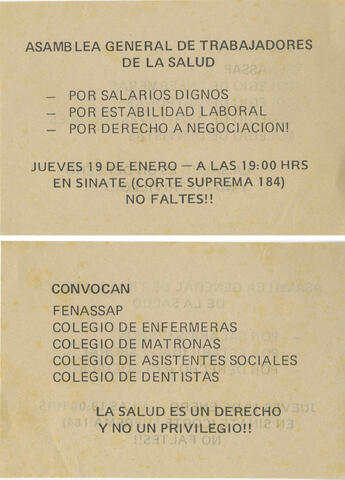 ASAMBLEA GENERAL DE TRABAJADORES
DE LA SALUD
— POR SALARIOS DIGNOS
— POR ESTABILIDAD LABORAL
— POR DERECHO A NEGOCIACION!
JUEVES 19 DE ENERO — A LAS 19:00 HRS
EN SINATE (CORTE SUPREMA 184)
NO FALTES!!
CONVOCAN
FENASSAP
COLEGIO DE ENFERMERAS
COLEGIO DE MATRONAS
COLEGIO DE ASISTENTES SOCIALES
COLEGIO DE DENTISTAS
LA SALUD ES UN DERECHO
Y NO UN PRIVILEGIO!!